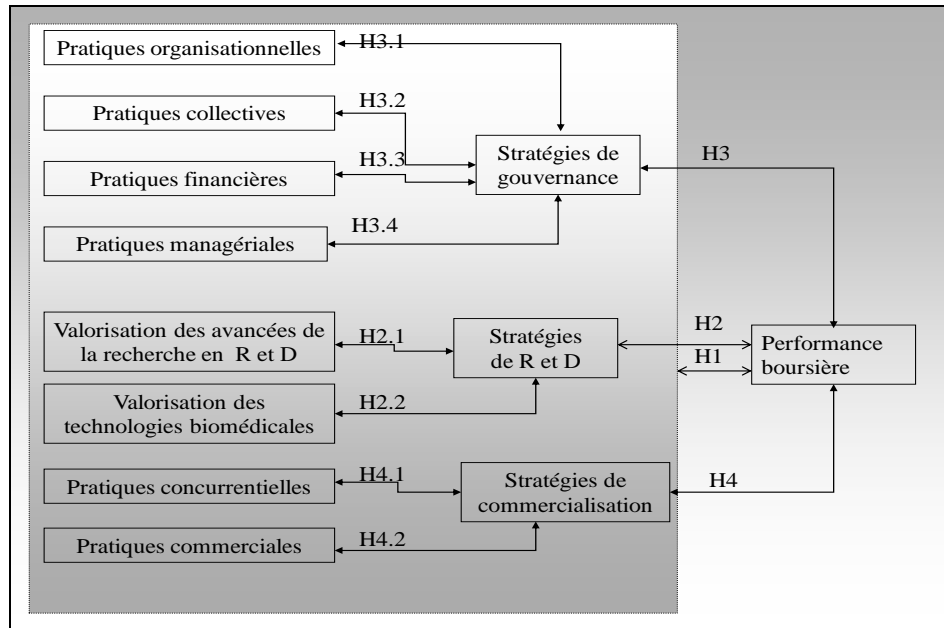 Pratiques organisationnelles
H3.1
Pratiques collectives
H3.2
Pratiques financières
H3.3
Pratiques managériales
H3.4
Stratégies de
gouvernance
H3
Valorisation des avancées de
la recherche en R et D
H2.1
Valorisation des
technologies biomédicales
H2.2
Stratégies
de R et D
H2
H1
Performance
boursière
Pratiques concurrentielles
H4.1
Pratiques commerciales
H4.2
Stratégies de
commercialisation
H4